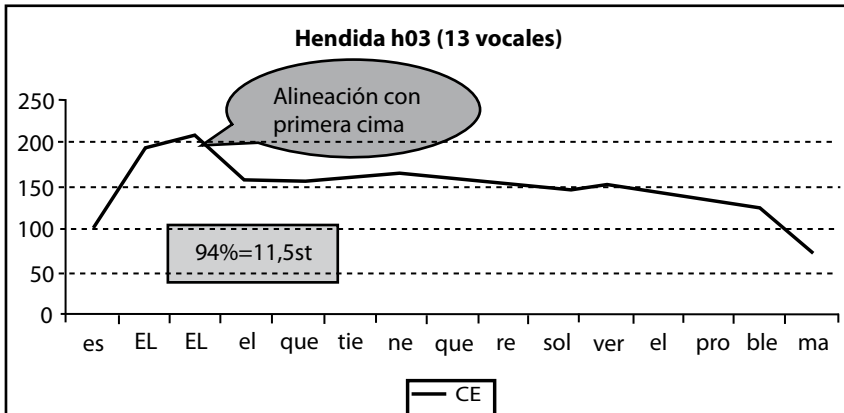 Hendida h03 (13 vocales)
Alineación con
primera cima
250
200
150
100
50
0
94%=11,5st
es EL EL el que tie ne que re sol ver el pro ble ma
CE